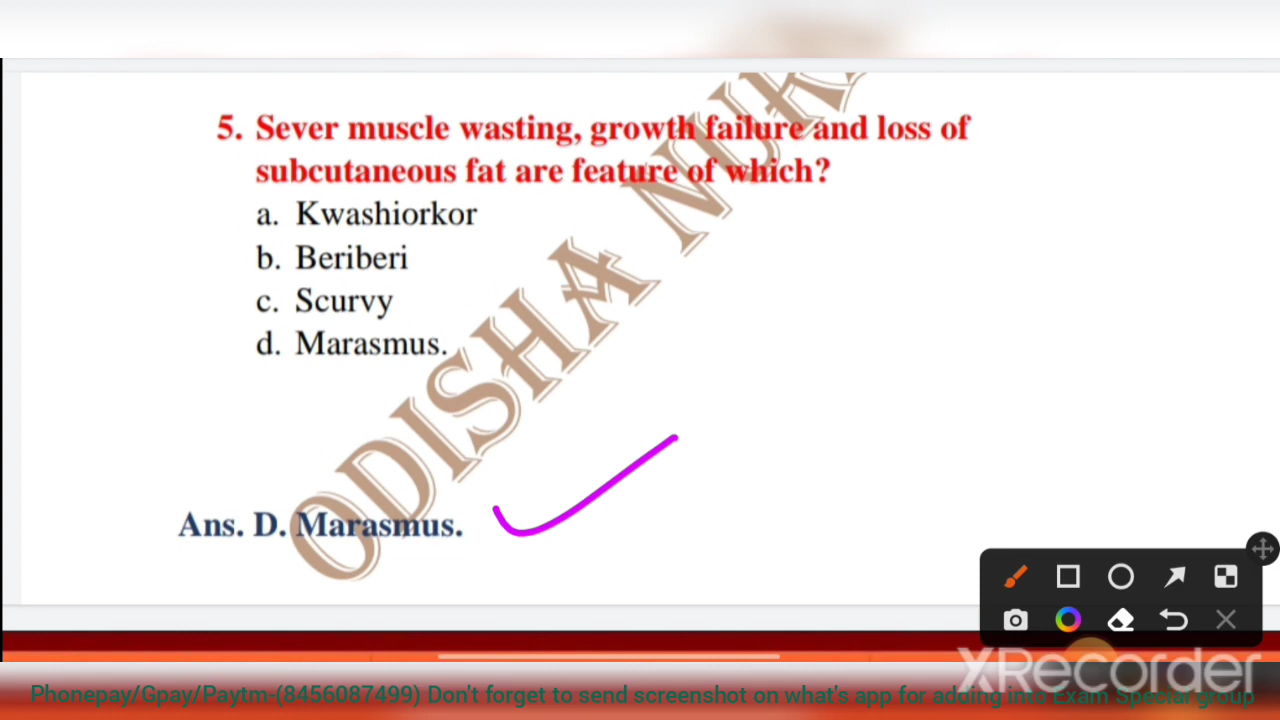 5. Sever muscle wasting, growth failure and loss of
subcutaneous fat are feature of which?
a. Kwashiorkor
b. Beriberi
c. Scurvy
d. Marasmus.
ODISHA
Ans. D. Marasmus.
XRecorder
Phonepay/Gpay/Paytm-(8456087499) Don't forget to send screenshot on what's app for adding into Exam Special group